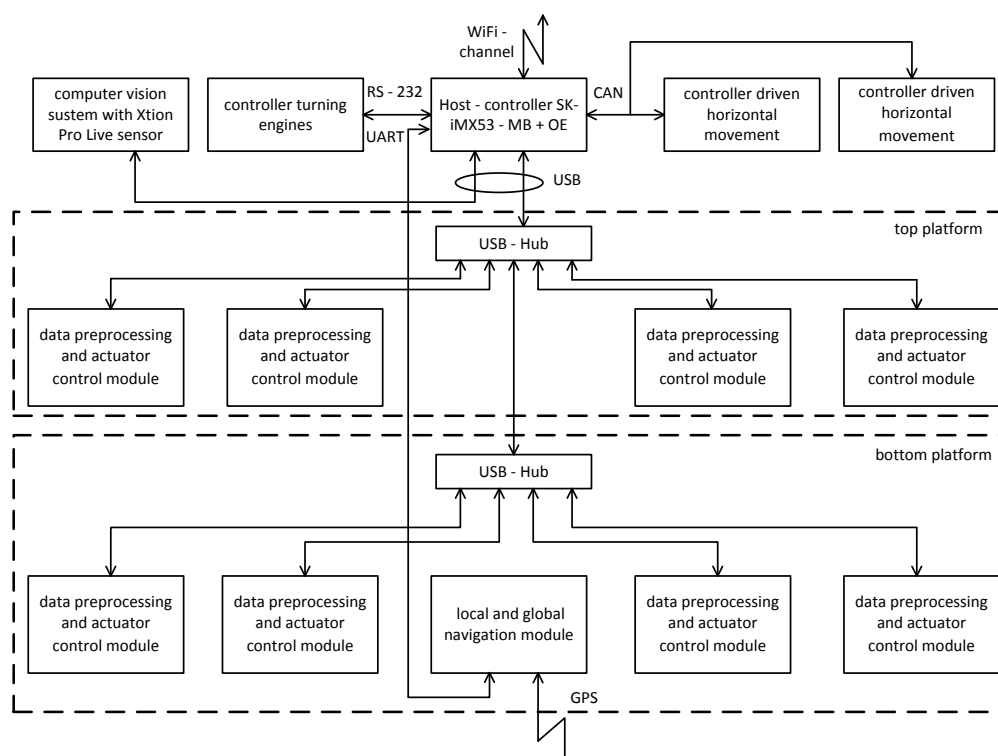 WiFi -
channel
computer vision
sustem with Xtion
Pro Live sensor
controller turning
engines
RS - 232
UART
Host - controller SK-
iMX53 - MB + OE
CAN
controller driven
horizontal
movement
controller driven
horizontal
movement
USB
top platform
USB - Hub
data preprocessing
and actuator
control module
data preprocessing
and actuator
control module
data preprocessing
and actuator
control module
data preprocessing
and actuator
control module
bottom platform
USB - Hub
data preprocessing
and actuator
control module
data preprocessing
and actuator
control module
local and global
navigation module
data preprocessing
and actuator
control module
data preprocessing
and actuator
control module
GPS